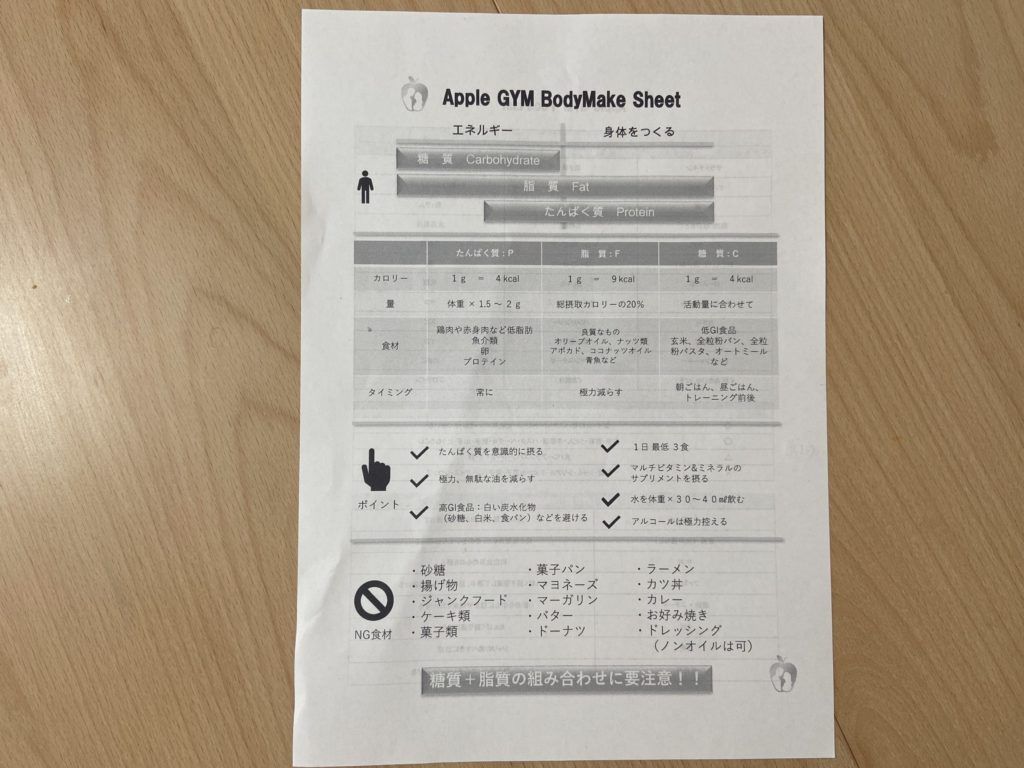 Apple GYM BodyMake Sheet
エネルギー　身体をつくる
糖　質　Carbohydrate
脂　質　Fat
たんぱく質　Protein
たんぱく質：P　脂　質：F　糖　質：C
カロリー　1ｇ　＝　4kcal　1ｇ　＝　9kcal　1ｇ　＝　4kcal
量　体重×1.5～2ｇ　総摂取カロリーの20%　活動量に合わせて
食材
鶏肉や赤身肉など低脂肪
魚介類
卵
プロテイン
良質なもの
オリーブオイル、ナッツ類
アボカド、ココナッツオイル
青魚など
低GI食品
玄米、全粒粉パン、全粒
粉パスタ、オートミール
など
タイミング　常に　極力減らす
朝ごはん、昼ごはん、
トレーニング前後
ポイント
たんぱく質を意識的に摂る
極力、無駄な油を減らす
高GI食品：白い炭水化物
（砂糖、白米、食パン）などを避ける
1日 最低 3食
マルチビタミン&ミネラルの
サプリメントを摂る
水を体重×30～40㎖飲む
アルコールは極力控える
NG食材
・砂糖
・揚げ物
・ジャンクフード
・ケーキ類
・菓子類
・菓子パン
・マヨネーズ
・マーガリン
・バター
・ドーナツ
・ラーメン
・カツ丼
・カレー
・お好み焼き
・ドレッシング
（ノンオイルは可）
糖質＋脂質の組み合わせに要注意！！